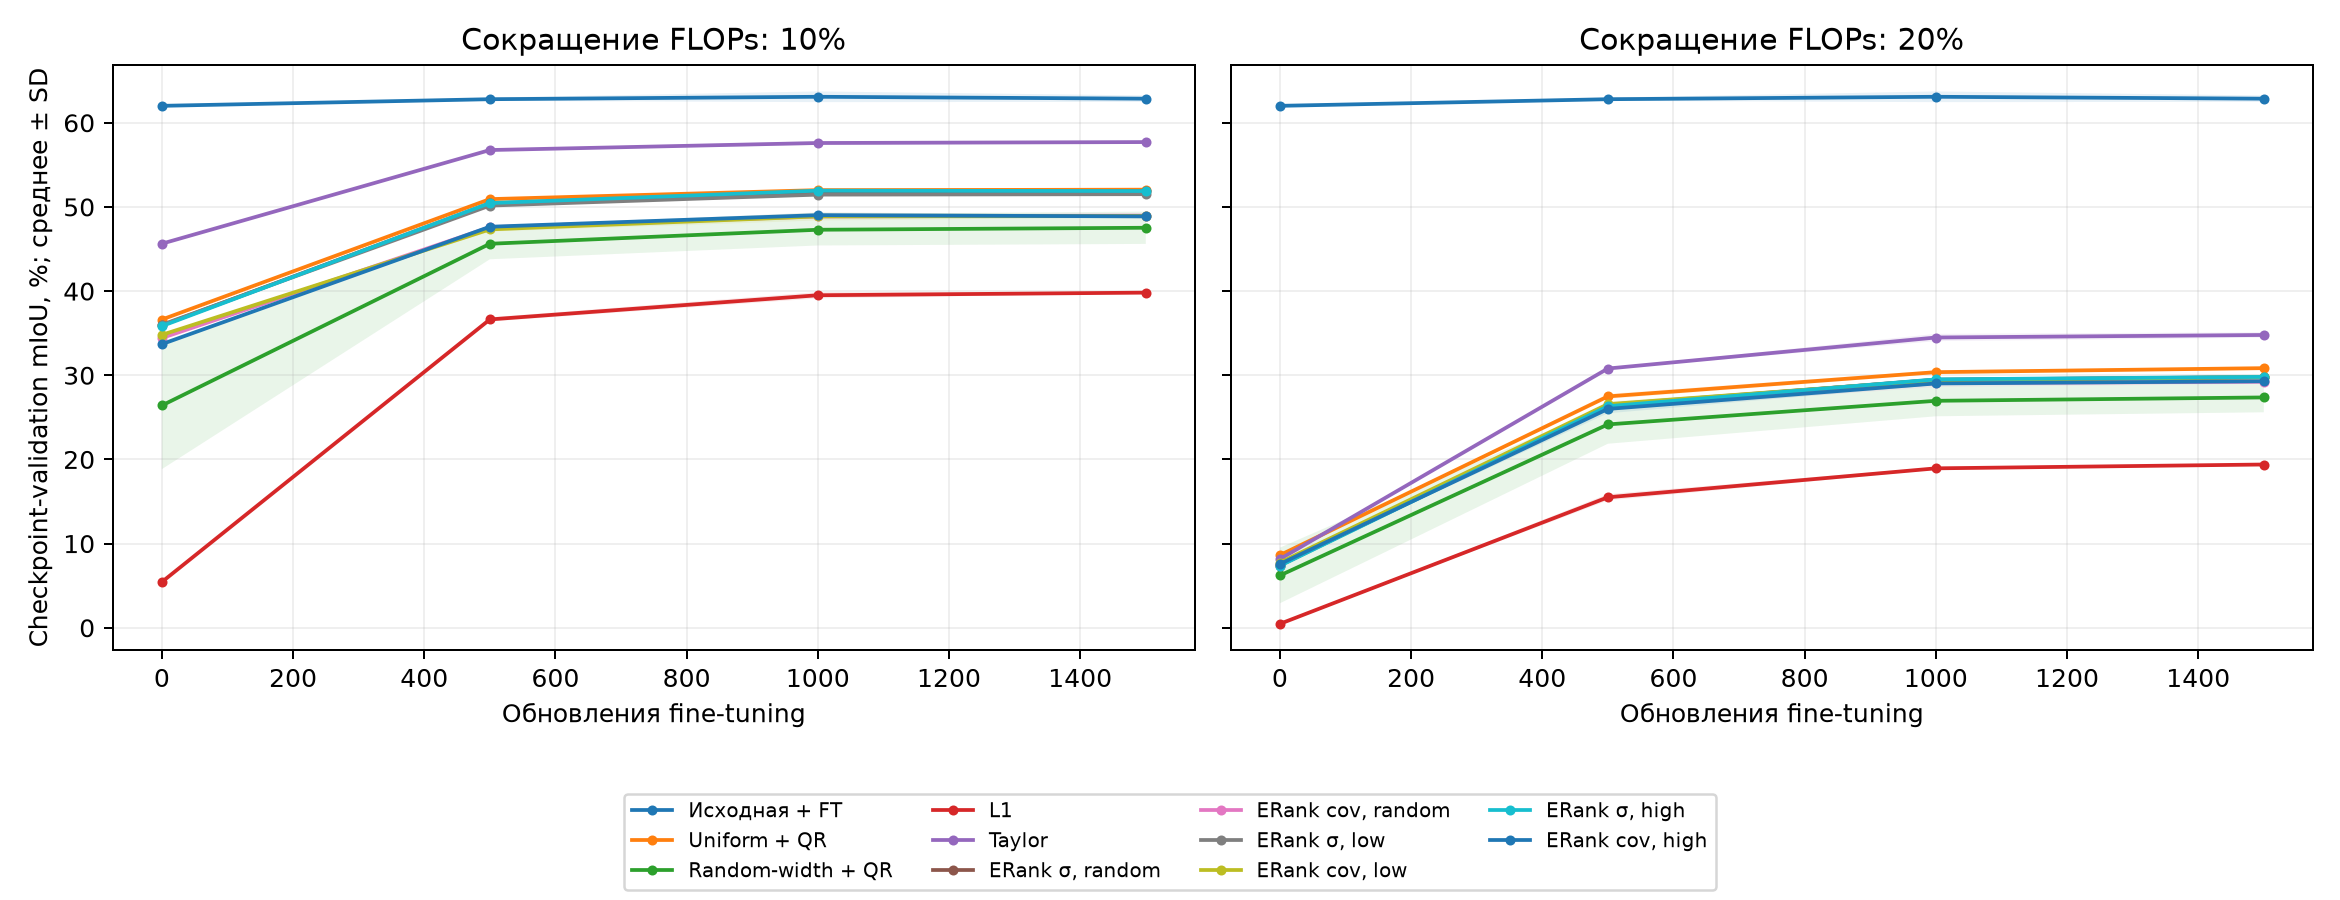 Сокращение FLOPs: 10%
Сокращение FLOPs: 20%
Checkpoint-validation mIoU, %; среднее ± SD
60
50
40
30
20
10
0
0 200 400 600 800 1000 1200 1400
0 200 400 600 800 1000 1200 1400
Обновления fine-tuning
Обновления fine-tuning
Исходная + FT
Uniform + QR
Random-width + QR
L1
Taylor
ERank σ, random
ERank cov, random
ERank σ, low
ERank cov, low
ERank σ, high
ERank cov, high